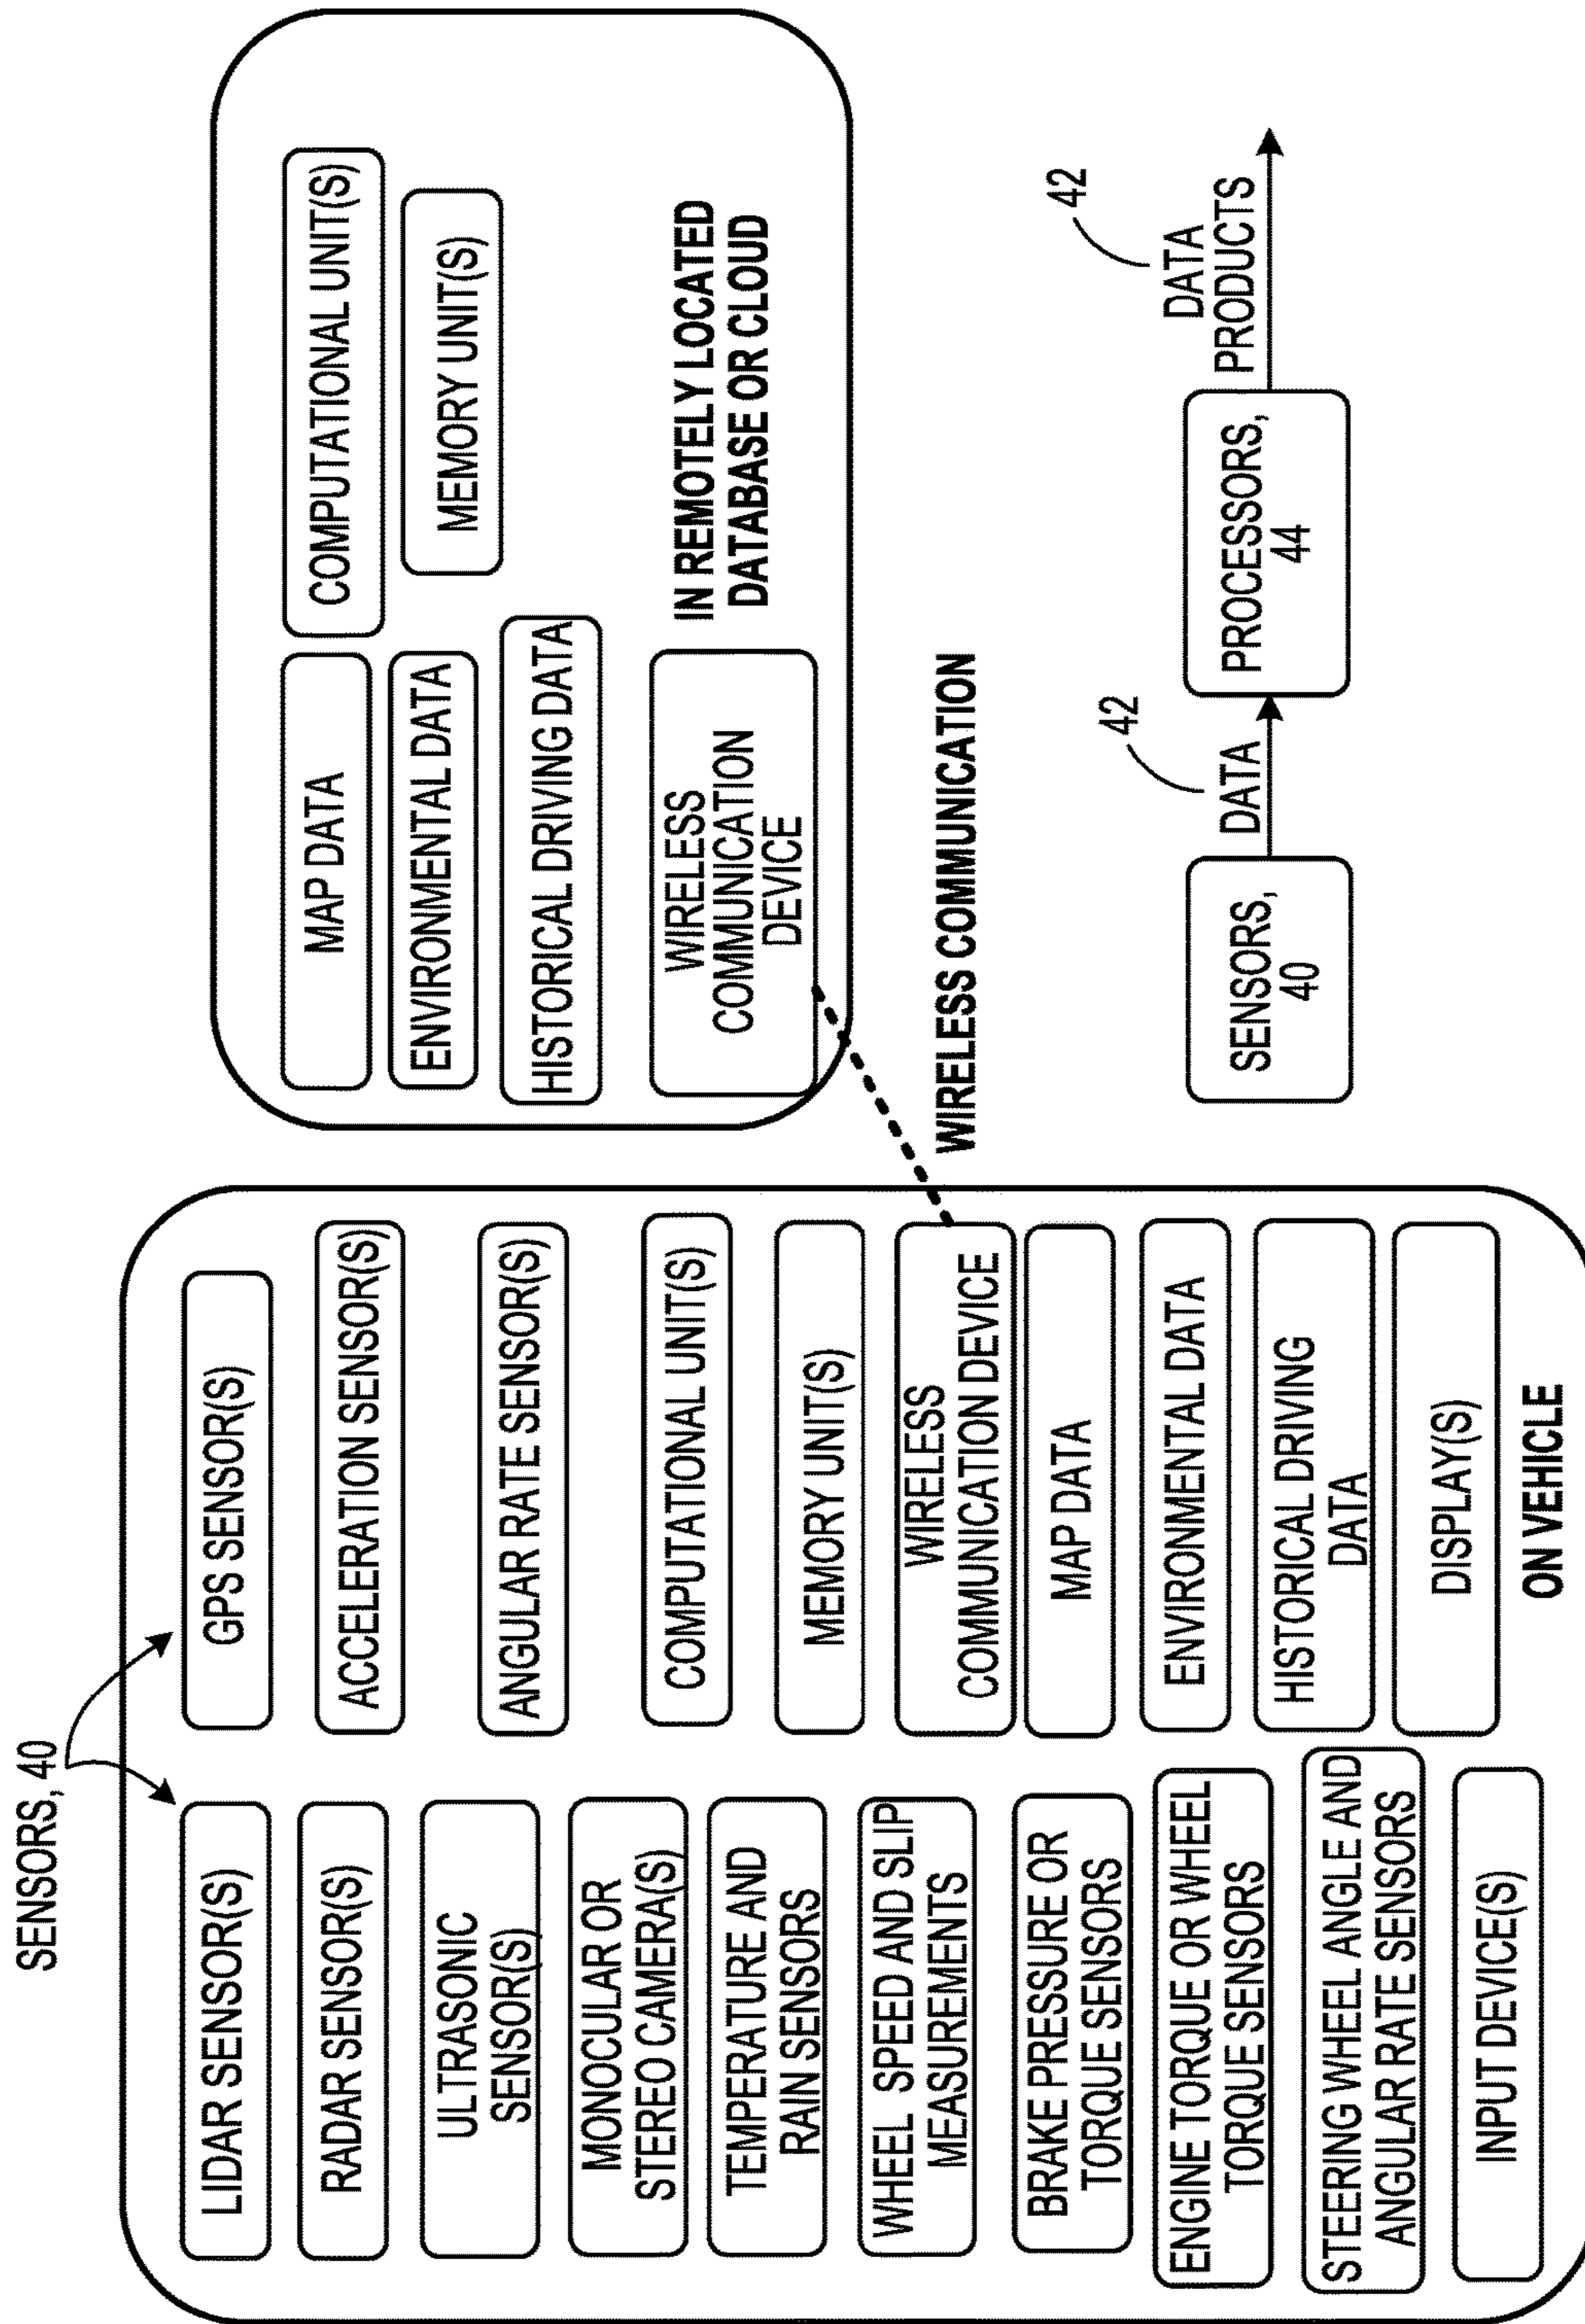 SENSORS, 40
LIDAR SENSOR(S)
RADAR SENSOR(S)
ULTRASONIC
SENSOR(S)
MONOCULAR OR
STEREO CAMERA(S)
TEMPERATURE AND
RAIN SENSORS
WHEEL SPEED AND SLIP
MEASUREMENTS
BRAKE PRESSURE OR
TORQUE SENSORS
ENGINE TORQUE OR WHEEL
TORQUE SENSORS
STEERING WHEEL ANGLE AND
ANGULAR RATE SENSORS
INPUT DEVICE(S)
GPS SENSOR(S)
ACCELERATION SENSOR(S)
ANGULAR RATE SENSOR(S)
COMPUTATIONAL UNIT(S)
MEMORY UNIT(S)
WIRELESS
COMMUNICATION DEVICE
MAP DATA
ENVIRONMENTAL DATA
HISTORICAL DRIVING
DATA
DISPLAY(S)
ON VEHICLE
MAP DATA
ENVIRONMENTAL DATA
HISTORICAL DRIVING DATA
WIRELESS
COMMUNICATION
DEVICE
COMPUTATIONAL UNIT(S)
MEMORY UNIT(S)
IN REMOTELY LOCATED
DATABASE OR CLOUD
WIRELESS COMMUNICATION
SENSORS,
40
DATA
42
PROCESSORS,
44
DATA
PRODUCTS
42